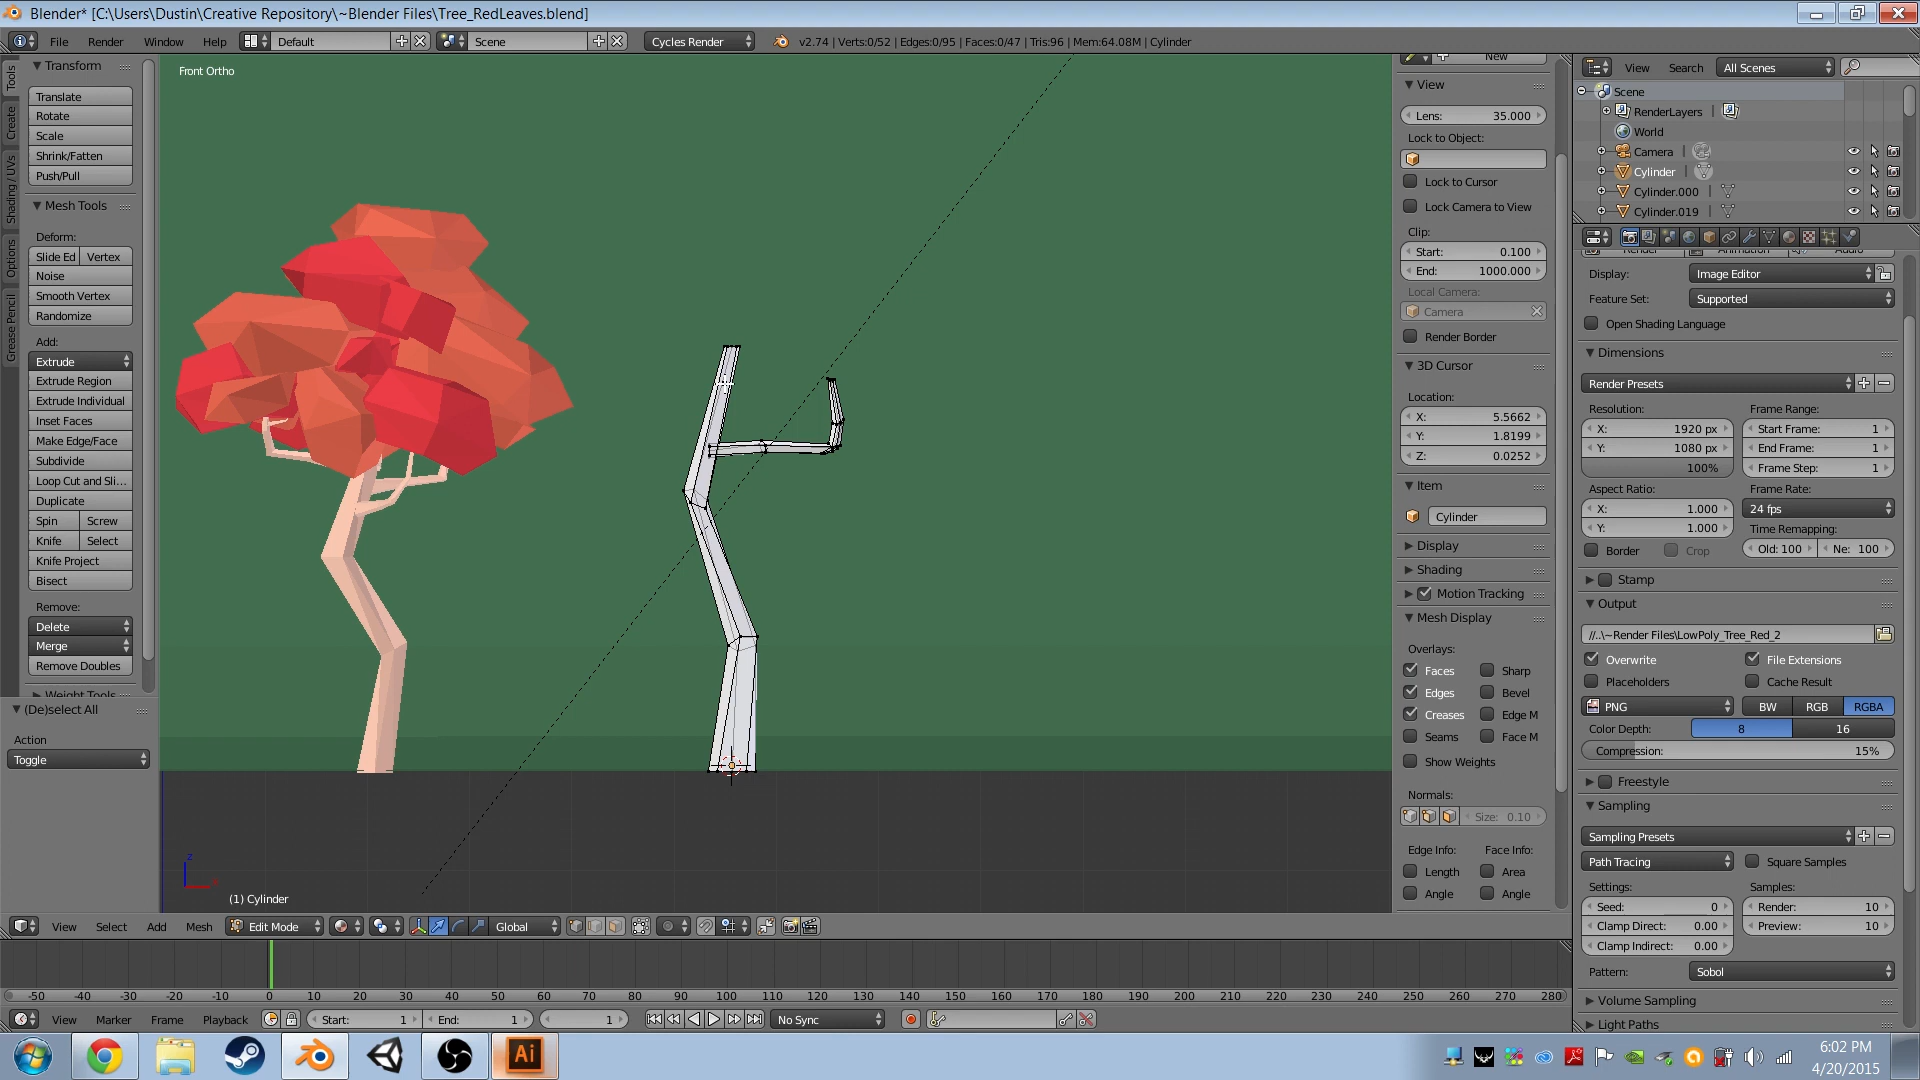 Blender* [C:\Users\Dustin\Creative Repository\~Blender Files\Tree_RedLeaves.blend]
File Render Window Help Default Scene Cycles Render v2.74 | Verts:0/52 | Edges:0/95 | Faces:0/47 | Tris:96 | Mem:64.08M | Cylinder
Tools
Create
Shading / UVs
Options
Grease Pencil
Transform
Translate
Rotate
Scale
Shrink/Fatten
Push/Pull
Mesh Tools
Deform:
Slide Ed Vertex
Noise
Smooth Vertex
Randomize
Add:
Extrude
Extrude Region
Extrude Individual
Inset Faces
Make Edge/Face
Subdivide
Loop Cut and Sli...
Duplicate
Spin Screw
Knife Select
Knife Project
Bisect
Remove:
Delete
Merge
Remove Doubles
Weight Tools
(De)select All
Action
Toggle
Front Ortho
z
(1) Cylinder
New
View
Lens: 35.000
Lock to Object:
Lock to Cursor
Lock Camera to View
Clip:
Start: 0.100
End: 1000.000
Local Camera:
Camera
Render Border
3D Cursor
Location:
X: 5.5662
Y: 1.8199
Z: 0.0252
Item
Cylinder
Display
Shading
Motion Tracking
Mesh Display
Overlays:
Faces Sharp
Edges Bevel
Creases Edge M
Seams Face M
Show Weights
Normals:
Size: 0.10
Edge Info: Face Info:
Length Area
Angle Angle
View Search All Scenes
Scene
RenderLayers
World
Camera
Cylinder
Cylinder.000
Cylinder.019
Render Animation Audio
Display: Image Editor
Feature Set: Supported
Open Shading Language
Dimensions
Render Presets
Resolution: Frame Range:
X: 1920 px Start Frame: 1
Y: 1080 px End Frame: 1
100% Frame Step: 1
Aspect Ratio: Frame Rate:
X: 1.000 24 fps
Y: 1.000 Time Remapping:
Border Crop Old: 100 Ne: 100
Stamp
Output
//..\~Render Files\LowPoly_Tree_Red_2
Overwrite File Extensions
Placeholders Cache Result
PNG BW RGB RGBA
Color Depth: 8 16
Compression: 15%
Freestyle
Sampling
Sampling Presets
Path Tracing Square Samples
Settings: Samples:
Seed: 0 Render: 10
Clamp Direct: 0.00 Preview: 10
Clamp Indirect: 0.00
Pattern: Sobol
Volume Sampling
Light Paths
View Select Add Mesh Edit Mode Global
-50 -40 -30 -20 -10 0 10 20 30 40 50 60 70 80 90 100 110 120 130 140 150 160 170 180 190 200 210 220 230 240 250 260 270 280
View Marker Frame Playback Start: 1 End: 1 1 No Sync
Ai
6:02 PM
4/20/2015